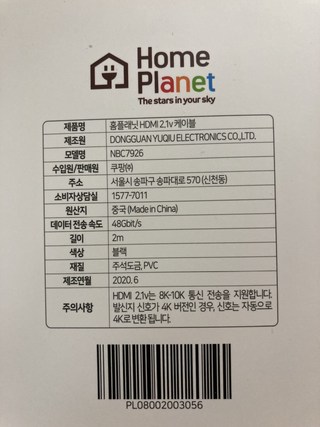 Home
Planet
The stars in your sky
제품명 홈플래닛 HDMI 2.1v 케이블
제조원 DONGGUAN YUQIU ELECTRONICS CO.,LTD.
모델명 NBC7926
수입원/판매원 쿠팡㈜
주소 서울시 송파구 송파대로 570 (신천동)
소비자상담실 1577-7011
원산지 중국 (Made in China)
데이터 전송 속도 48Gbit/s
길이 2m
색상 블랙
재질 주석도금, PVC
제조연월 2020. 6
주의사항 HDMI 2.1v는 8K-10K 통신 전송을 지원합니다.
발신지 신호가 4K 버전인 경우, 신호는 자동으로
4K로 변환 됩니다.
PL08002003056